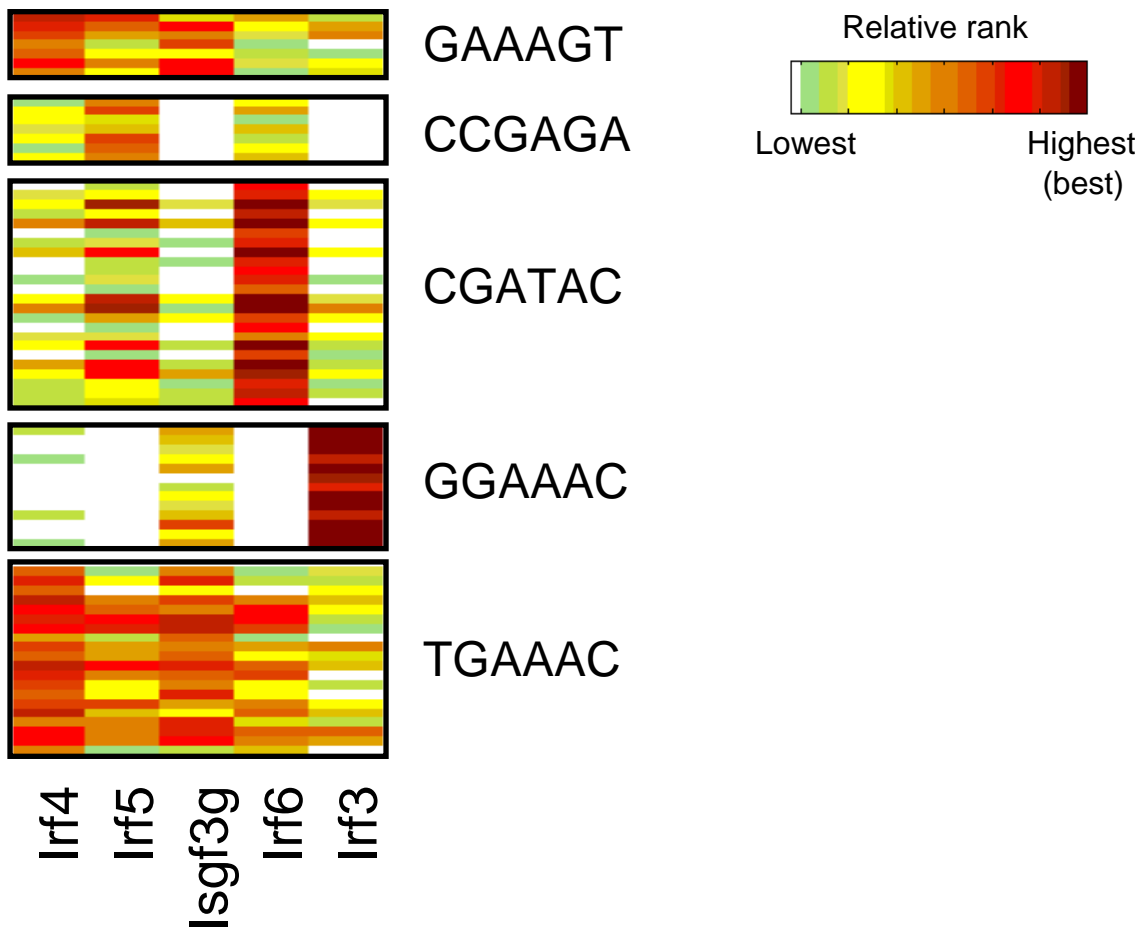 GAAAGT
CCGAGA
CGATAC
GGAAAC
TGAAAC
Relative rank
Lowest
Highest
(best)
Irf4
Irf5
Isgf3g
Irf6
Irf3